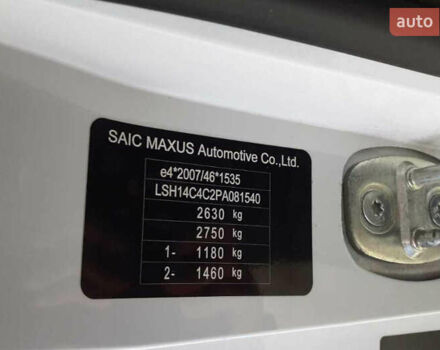 auto
SAIC MAXUS Automotive Co.,Ltd.
e4*2007/46*1535
LSH14C4C2PA081540
2630 kg
2750 kg
1- 1180 kg
2- 1460 kg